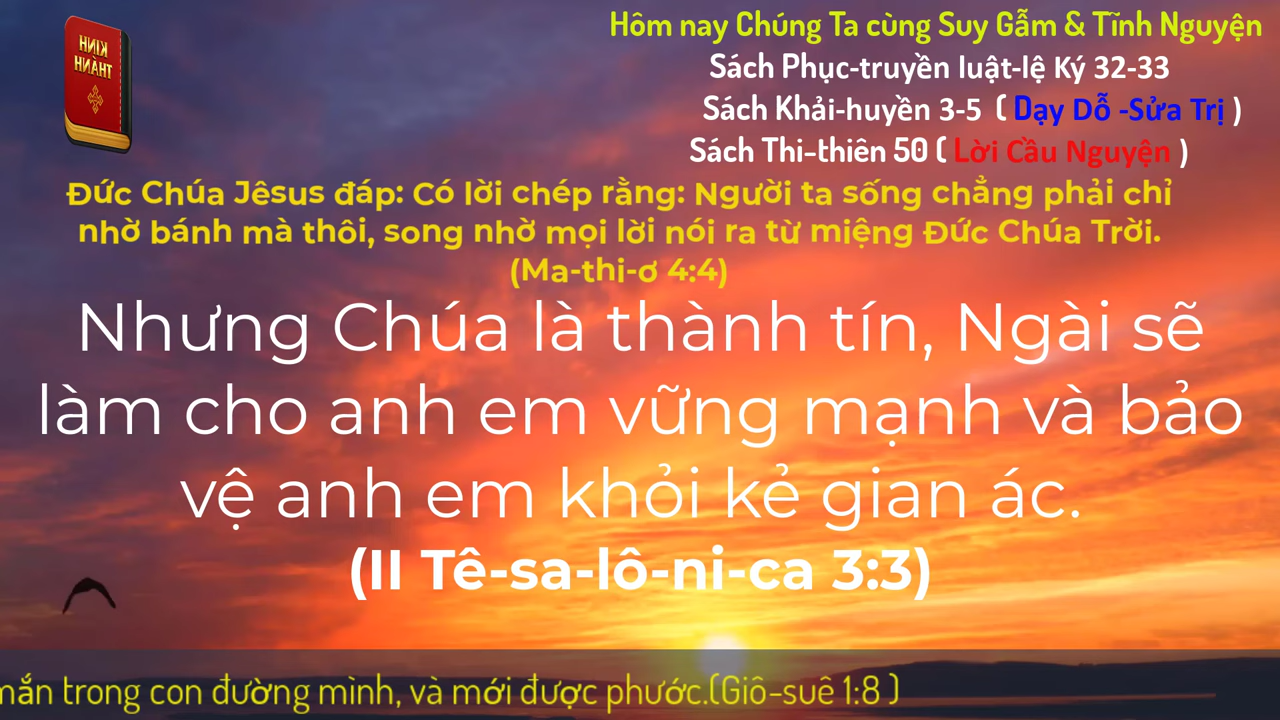 KINH
THÁNH
Hôm nay Chúng Ta cùng Suy Gẫm & Tĩnh Nguyện
Sách Phục-truyền luật-lệ Ký 32-33
Sách Khải-huyền 3-5 ( Dạy Dỗ -Sửa Trị )
Sách Thi-thiên 50 ( Lời Cầu Nguyện )
Đức Chúa Jêsus đáp: Có lời chép rằng: Người ta sống chẳng phải chỉ
nhờ bánh mà thôi, song nhờ mọi lời nói ra từ miệng Đức Chúa Trời.
(Ma-thi-ơ 4:4)
Nhưng Chúa là thành tín, Ngài sẽ
làm cho anh em vững mạnh và bảo
vệ anh em khỏi kẻ gian ác.
(II Tê-sa-lô-ni-ca 3:3)
trong con đường mình, và mới được phước.(Giô-suê 1:8 )